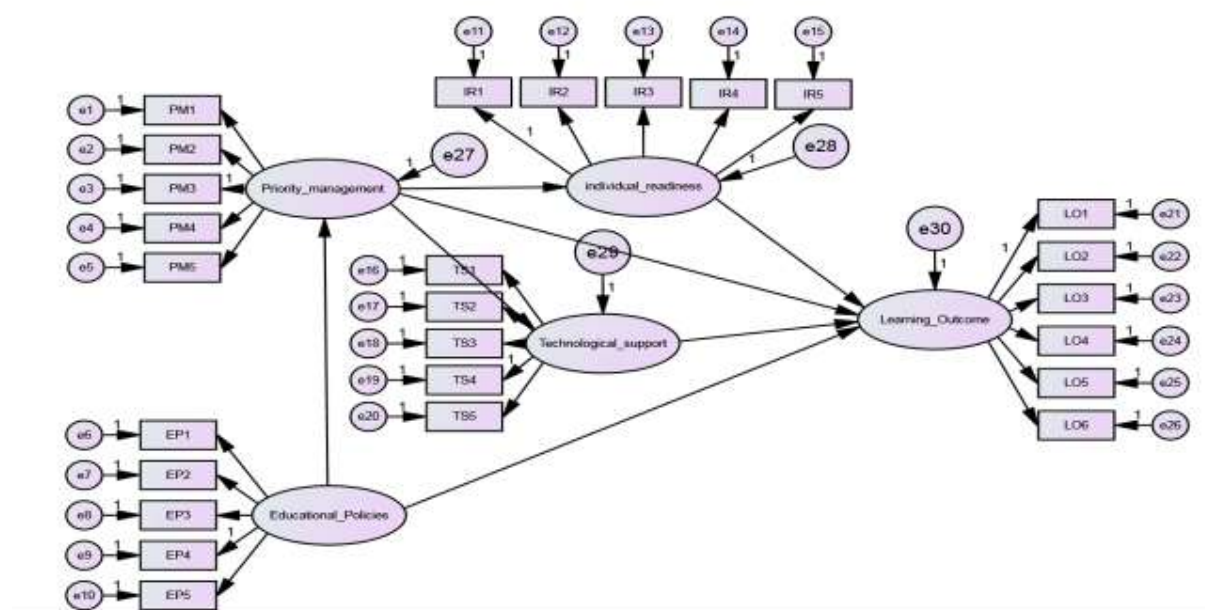 e11 e12 e13 e14 e15
1 1 1 1 1
IR1 IR2 IR3 IR4 IR5
1
e1 1 PM1
e2 1 PM2
e3 1 PM3 1
e4 1 PM4
e5 1 PM5
Priority_management
1 e27
individual_readiness
1 e28
e29
1
e16 1 TS1
e17 1 TS2
e18 1 TS3
e19 1 TS4 1
e20 1 TS5
Technological_support
e30
1
Learning_Outcome
1 LO1 1 e21
LO2 1 e22
LO3 1 e23
LO4 1 e24
LO5 1 e25
LO6 1 e26
e6 1 EP1
e7 1 EP2
e8 1 EP3
e9 1 EP4 1
e10 1 EP5
Educational_Policies